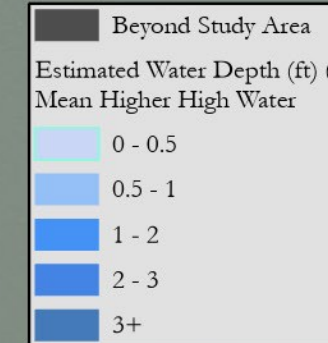 Beyond Study Area
Estimated Water Depth (ft) (
Mean Higher High Water
0 - 0.5
0.5 - 1
1 - 2
2 - 3
3+